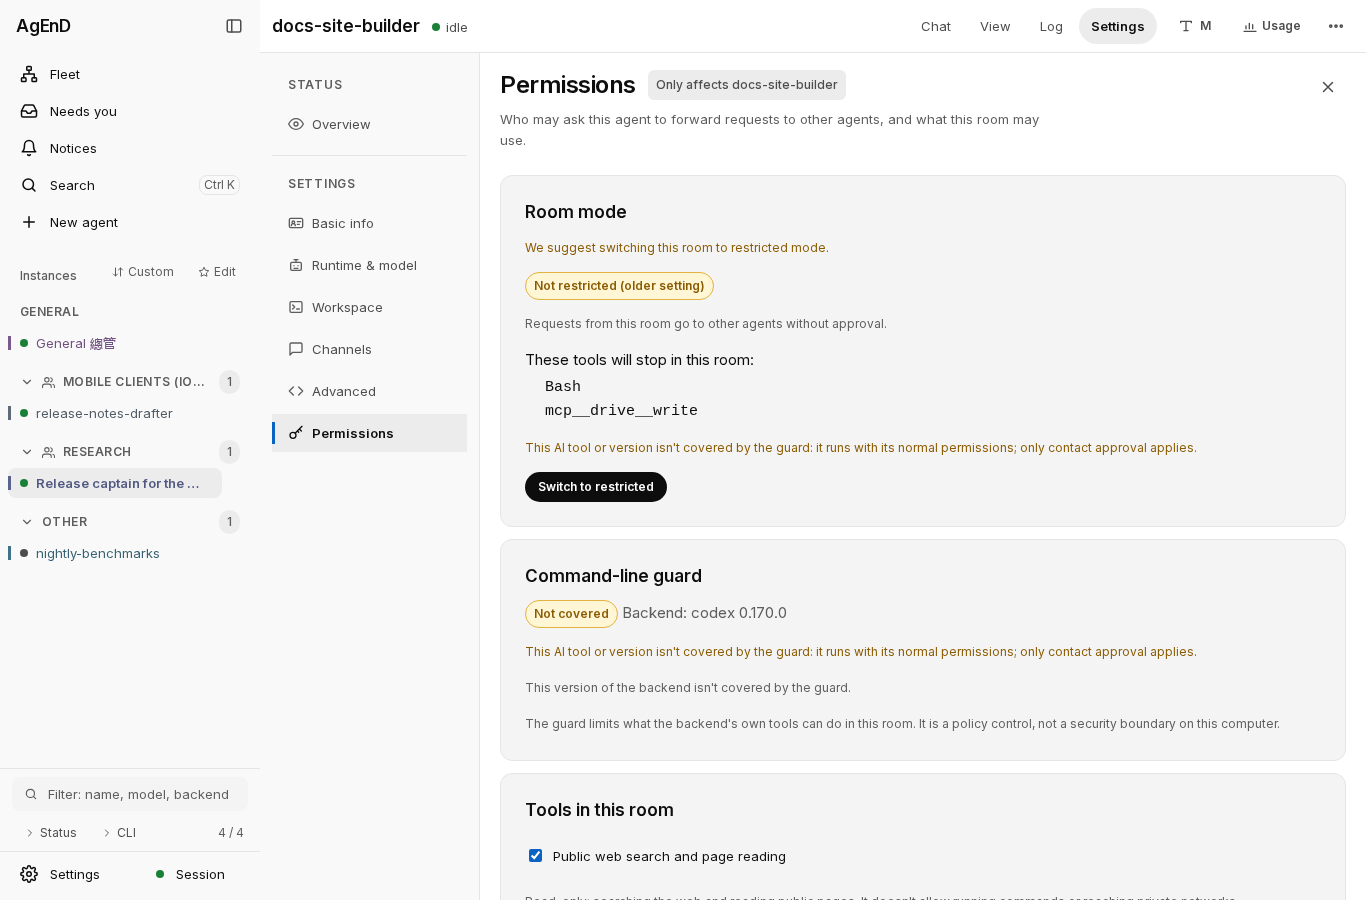 AgEnD
Fleet
Needs you
Notices
Search
Ctrl K
New agent
Instances
Custom
Edit
GENERAL
General 總管
MOBILE CLIENTS (IO...
1
release-notes-drafter
RESEARCH
1
Release captain for the ...
OTHER
1
nightly-benchmarks
Filter: name, model, backend
Status
CLI
4 / 4
Settings
Session
docs-site-builder
idle
Chat
View
Log
Settings
M
Usage
STATUS
Overview
SETTINGS
Basic info
Runtime & model
Workspace
Channels
Advanced
Permissions
Permissions
Only affects docs-site-builder
Who may ask this agent to forward requests to other agents, and what this room may
use.
Room mode
We suggest switching this room to restricted mode.
Not restricted (older setting)
Requests from this room go to other agents without approval.
These tools will stop in this room:
Bash
mcp__drive__write
This AI tool or version isn't covered by the guard: it runs with its normal permissions; only contact approval applies.
Switch to restricted
Command-line guard
Not covered
Backend: codex 0.170.0
This AI tool or version isn't covered by the guard: it runs with its normal permissions; only contact approval applies.
This version of the backend isn't covered by the guard.
The guard limits what the backend's own tools can do in this room. It is a policy control, not a security boundary on this computer.
Tools in this room
Public web search and page reading